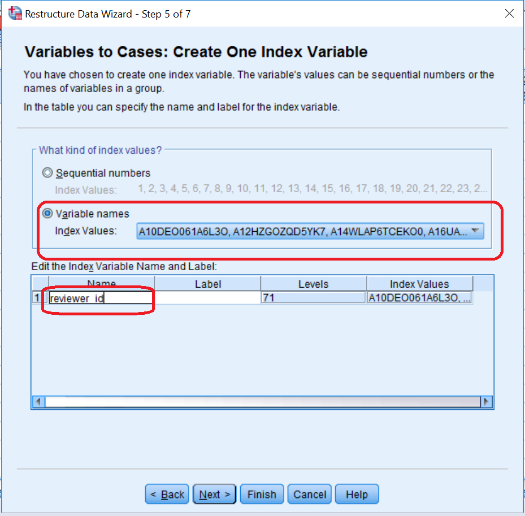 Restructure Data Wizard - Step 5 of 7
Variables to Cases: Create One Index Variable
You have chosen to create one index variable. The variable's values can be sequential numbers or the
names of variables in a group.
In the table you can specify the name and label for the index variable.
What kind of index values?
Sequential numbers
Index Values: 1, 2, 3, 4, 5, 6, 7, 8, 9, 10, 11, 12, 13, 14, 15, 16, 17, 18, 19, 20, 21, 22, 23, 2...
Variable names
Index Values: A10DEO061A6L3O, A12HZGOZQD5YK7, A14WLAP6TCEKO0, A16UA...
Edit the Index Variable Name and Label:
Name Label Levels Index Values
1 reviewer_id 71 A10DEO061A6L3O, ...
< Back Next > Finish Cancel Help